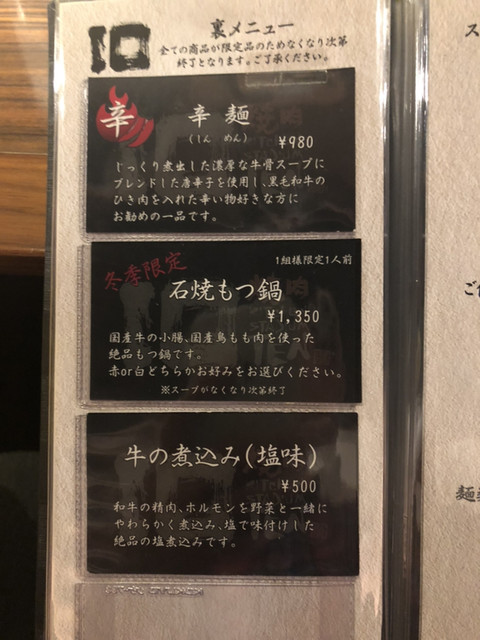 裏メニュー
全ての商品が限定品のためなくなり次第
終了となります。ご了承ください。
辛
辛麺
(しん めん)
¥980
じっくり煮出した濃厚な牛骨スープに
ブレンドした唐辛子を使用し、黒毛和牛の
ひき肉を入れた辛い物好きな方に
お勧めの一品です。
冬季限定
1組様限定1人前
石焼もつ鍋
¥1,350
国産牛の小腸、国産鳥もも肉を使った
絶品もつ鍋です。
赤or白どちらかお好みをお選びください。
※スープがなくなり次第終了
牛の煮込み(塩味)
¥500
和牛の精肉、ホルモンを野菜と一緒に
やわらかく煮込み、塩で味付けした
絶品の塩煮込みです。